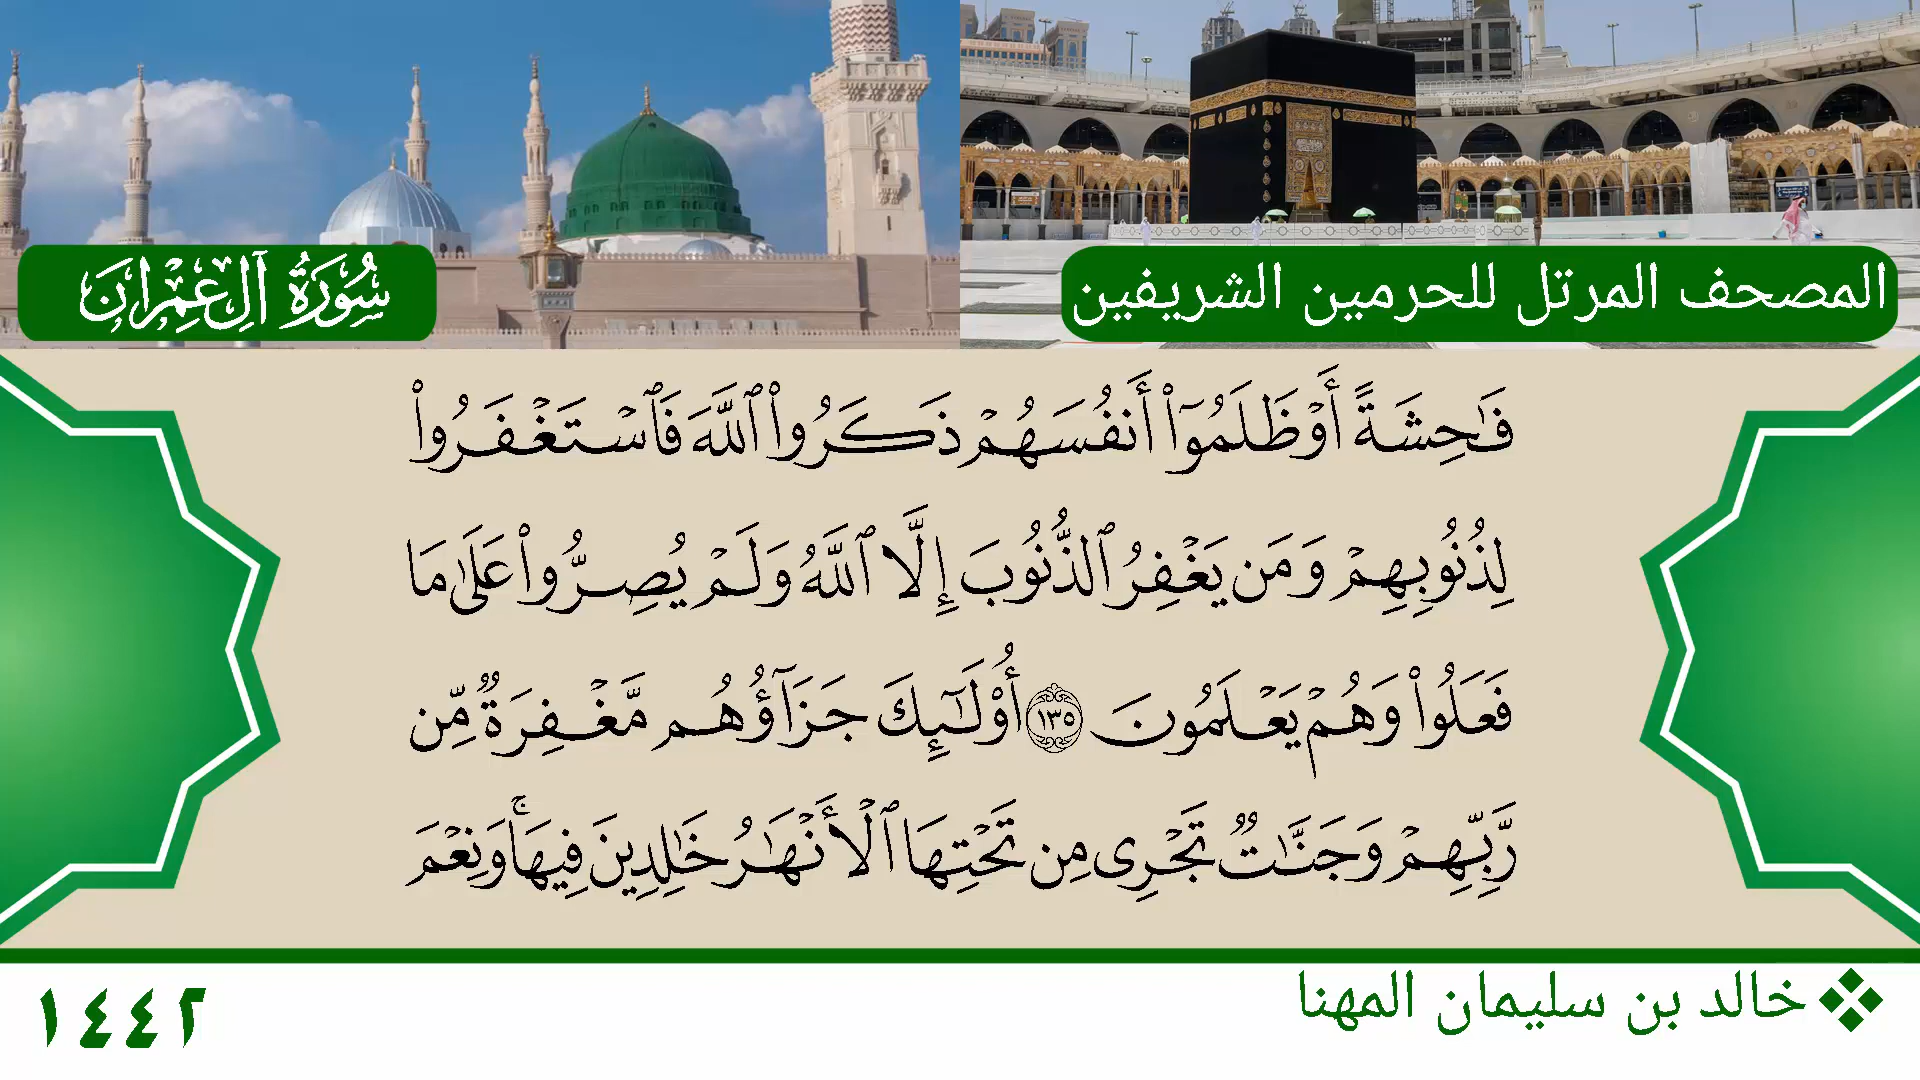 المصحف المرتل للحرمين الشريفين
سُورَةُ آلِ عِمْرَانَ
فَٰحِشَةً أَوْ ظَلَمُوٓا۟ أَنفُسَهُمْ ذَكَرُوا۟ ٱللَّهَ فَٱسْتَغْفَرُوا۟
لِذُنُوبِهِمْ وَمَن يَغْفِرُ ٱلذُّنُوبَ إِلَّا ٱللَّهُ وَلَمْ يُصِرُّوا۟ عَلَىٰ مَا
فَعَلُوا۟ وَهُمْ يَعْلَمُونَ ١٣٥ أُو۟لَٰٓئِكَ جَزَآؤُهُم مَّغْفِرَةٌ مِّن
رَّبِّهِمْ وَجَنَّٰتٌ تَجْرِى مِن تَحْتِهَا ٱلْأَنْهَٰرُ خَٰلِدِينَ فِيهَا ۚ وَنِعْمَ
خالد بن سليمان المهنا
١٤٤٢